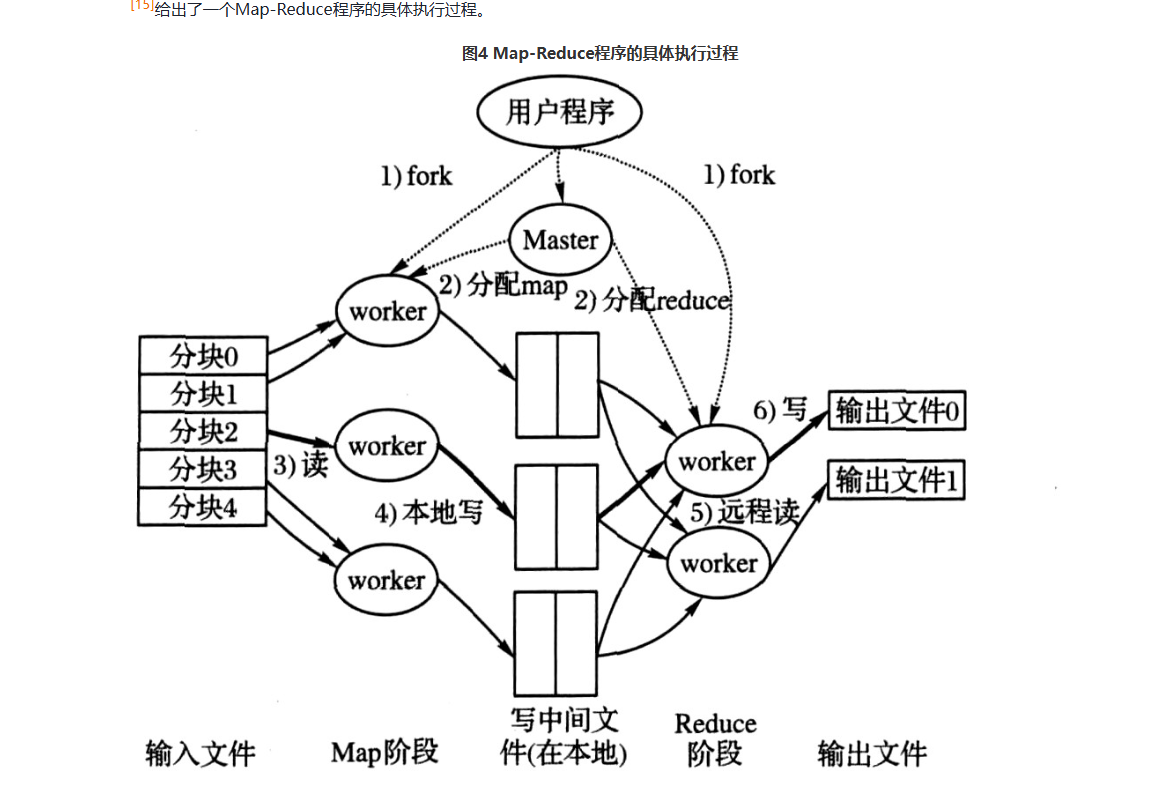 [15]给出了一个Map-Reduce程序的具体执行过程。
图4 Map-Reduce程序的具体执行过程
用户程序
1) fork
1) fork
Master
2) 分配map
2) 分配reduce
worker
分块0
分块1
分块2
分块3
分块4
worker
3) 读
4) 本地写
worker
6) 写
输出文件0
worker
输出文件1
5) 远程读
worker
输入文件
Map阶段
写中间文
件(在本地)
Reduce
阶段
输出文件